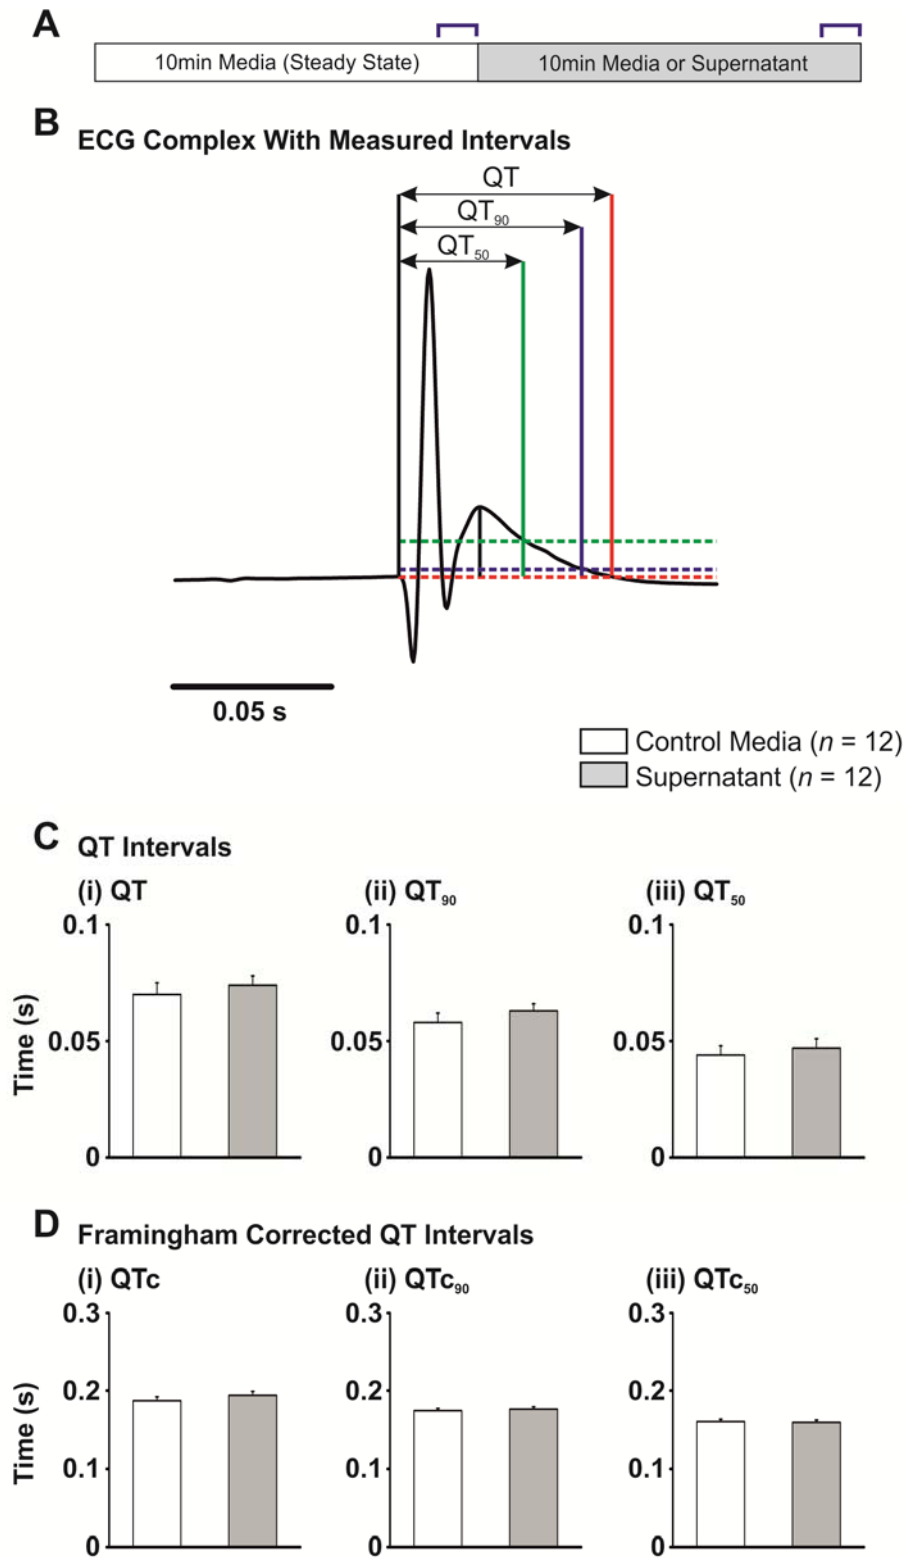 A
10min Media (Steady State) 10min Media or Supernatant
B ECG Complex With Measured Intervals
QT
QT90
QT50
0.05 s
Control Media (n = 12)
Supernatant (n = 12)
C QT Intervals
(i) QT (ii) QT90 (iii) QT50
0.1 0.1 0.1
0.05 0.05 0.05
0 0 0
Time (s)
D Framingham Corrected QT Intervals
(i) QTc (ii) QTc90 (iii) QTc50
0.3 0.3 0.3
0.2 0.2 0.2
0.1 0.1 0.1
0 0 0
Time (s)